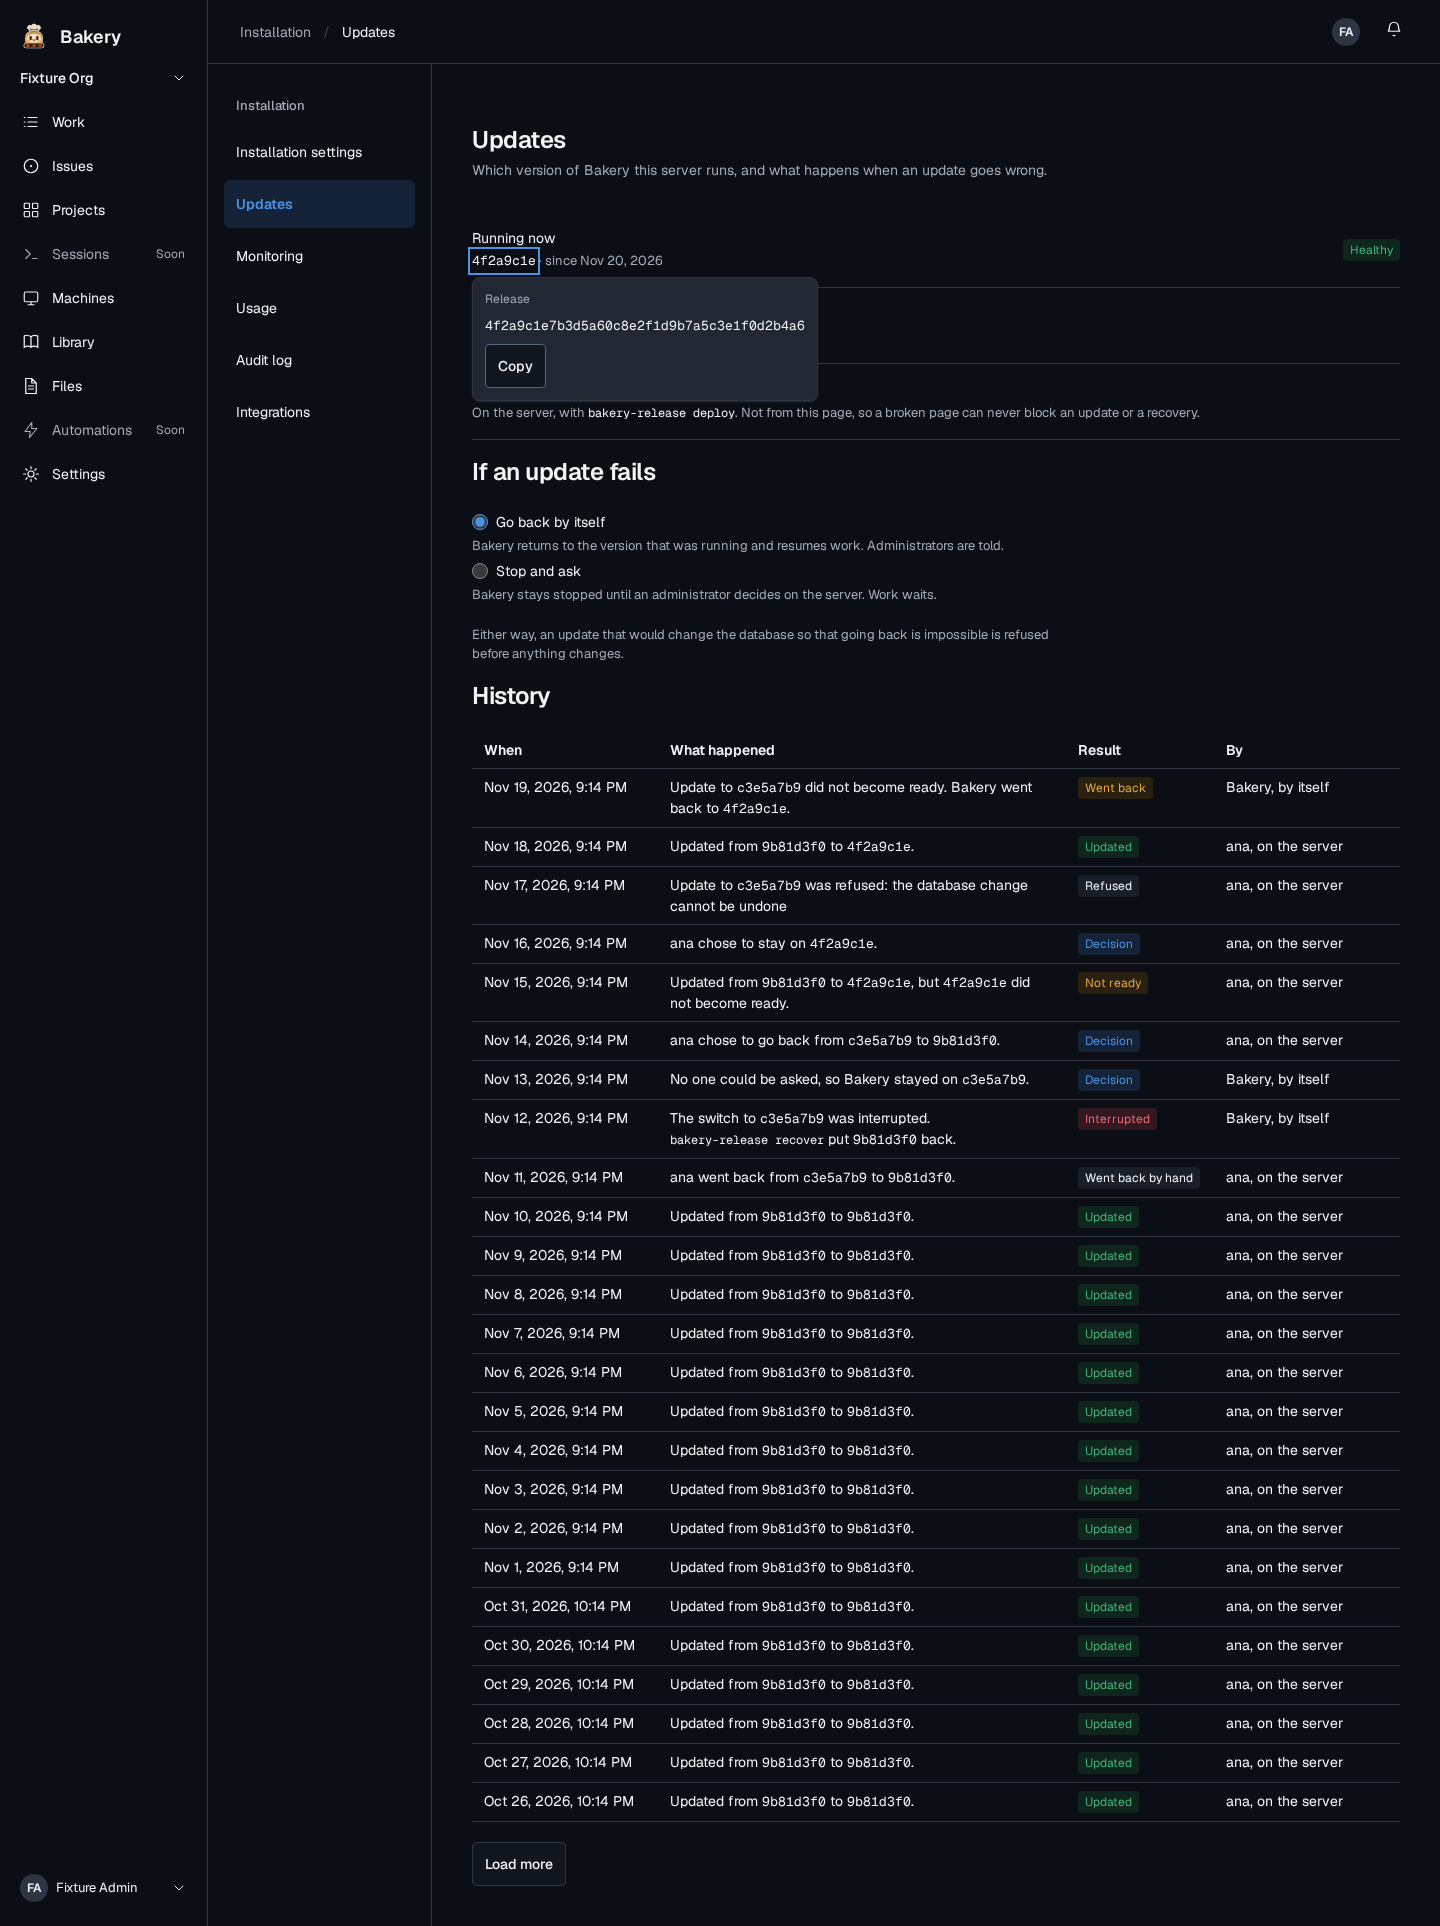 Bakery
Fixture Org
Work
Issues
Projects
Sessions Soon
Machines
Library
Files
Automations Soon
Settings
FA Fixture Admin
Installation / Updates
FA
Installation
Installation settings
Updates
Monitoring
Usage
Audit log
Integrations
Updates
Which version of Bakery this server runs, and what happens when an update goes wrong.
Running now
4f2a9c1e · since Nov 20, 2026
Healthy
Release
4f2a9c1e7b3d5a60c8e2f1d9b7a5c3e1f0d2b4a6
Copy
On the server, with bakery-release deploy. Not from this page, so a broken page can never block an update or a recovery.
If an update fails
Go back by itself
Bakery returns to the version that was running and resumes work. Administrators are told.
Stop and ask
Bakery stays stopped until an administrator decides on the server. Work waits.
Either way, an update that would change the database so that going back is impossible is refused
before anything changes.
History
When What happened Result By
Nov 19, 2026, 9:14 PM Update to c3e5a7b9 did not become ready. Bakery went Went back Bakery, by itself
back to 4f2a9c1e.
Nov 18, 2026, 9:14 PM Updated from 9b81d3f0 to 4f2a9c1e. Updated ana, on the server
Nov 17, 2026, 9:14 PM Update to c3e5a7b9 was refused: the database change Refused ana, on the server
cannot be undone
Nov 16, 2026, 9:14 PM ana chose to stay on 4f2a9c1e. Decision ana, on the server
Nov 15, 2026, 9:14 PM Updated from 9b81d3f0 to 4f2a9c1e, but 4f2a9c1e did Not ready ana, on the server
not become ready.
Nov 14, 2026, 9:14 PM ana chose to go back from c3e5a7b9 to 9b81d3f0. Decision ana, on the server
Nov 13, 2026, 9:14 PM No one could be asked, so Bakery stayed on c3e5a7b9. Decision Bakery, by itself
Nov 12, 2026, 9:14 PM The switch to c3e5a7b9 was interrupted. Interrupted Bakery, by itself
bakery-release recover put 9b81d3f0 back.
Nov 11, 2026, 9:14 PM ana went back from c3e5a7b9 to 9b81d3f0. Went back by hand ana, on the server
Nov 10, 2026, 9:14 PM Updated from 9b81d3f0 to 9b81d3f0. Updated ana, on the server
Nov 9, 2026, 9:14 PM Updated from 9b81d3f0 to 9b81d3f0. Updated ana, on the server
Nov 8, 2026, 9:14 PM Updated from 9b81d3f0 to 9b81d3f0. Updated ana, on the server
Nov 7, 2026, 9:14 PM Updated from 9b81d3f0 to 9b81d3f0. Updated ana, on the server
Nov 6, 2026, 9:14 PM Updated from 9b81d3f0 to 9b81d3f0. Updated ana, on the server
Nov 5, 2026, 9:14 PM Updated from 9b81d3f0 to 9b81d3f0. Updated ana, on the server
Nov 4, 2026, 9:14 PM Updated from 9b81d3f0 to 9b81d3f0. Updated ana, on the server
Nov 3, 2026, 9:14 PM Updated from 9b81d3f0 to 9b81d3f0. Updated ana, on the server
Nov 2, 2026, 9:14 PM Updated from 9b81d3f0 to 9b81d3f0. Updated ana, on the server
Nov 1, 2026, 9:14 PM Updated from 9b81d3f0 to 9b81d3f0. Updated ana, on the server
Oct 31, 2026, 10:14 PM Updated from 9b81d3f0 to 9b81d3f0. Updated ana, on the server
Oct 30, 2026, 10:14 PM Updated from 9b81d3f0 to 9b81d3f0. Updated ana, on the server
Oct 29, 2026, 10:14 PM Updated from 9b81d3f0 to 9b81d3f0. Updated ana, on the server
Oct 28, 2026, 10:14 PM Updated from 9b81d3f0 to 9b81d3f0. Updated ana, on the server
Oct 27, 2026, 10:14 PM Updated from 9b81d3f0 to 9b81d3f0. Updated ana, on the server
Oct 26, 2026, 10:14 PM Updated from 9b81d3f0 to 9b81d3f0. Updated ana, on the server
Load more